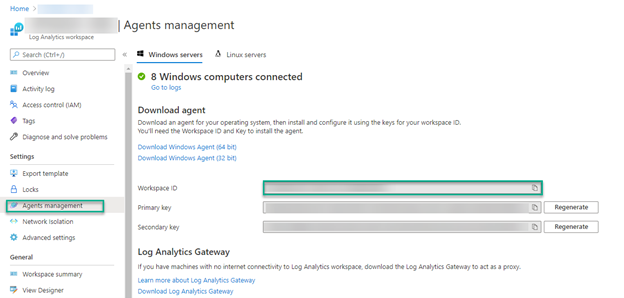 Home >
| Agents management
Log Analytics workspace
Search (Ctrl+/)
«
Overview
Activity log
Access control (IAM)
Tags
Diagnose and solve problems
Settings
Export template
Locks
Agents management
Network isolation
Advanced settings
General
Workspace summary
View Designer
Windows servers
Linux servers
8 Windows computers connected
Go to logs
Download agent
Download an agent for your operating system, then install and configure it using the keys for your workspace ID.
You'll need the Workspace ID and Key to install the agent.
Download Windows Agent (64 bit)
Download Windows Agent (32 bit)
Workspace ID
Primary key
Regenerate
Secondary key
Regenerate
Log Analytics Gateway
If you have machines with no internet connectivity to Log Analytics workspace, download the Log Analytics Gateway to act as a proxy.
Learn more about Log Analytics Gateway
Download Log Analytics Gateway